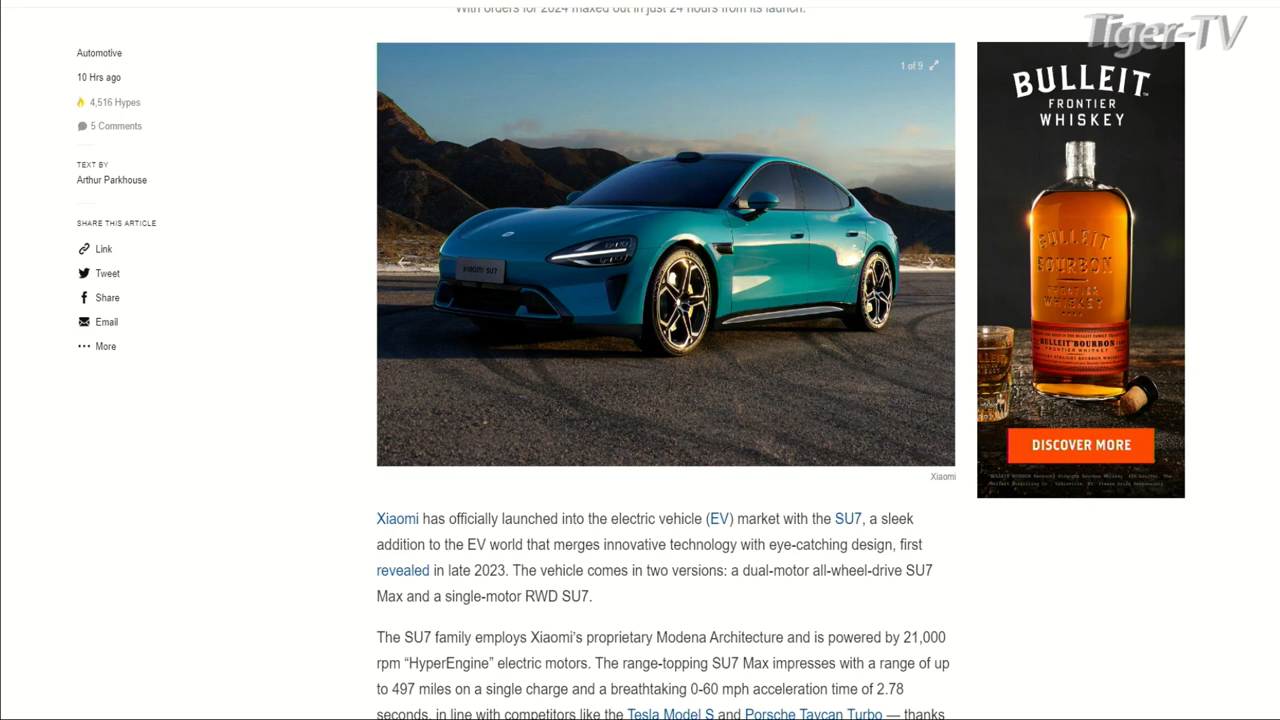 With orders for 2024 maxed out in just 24 hours from its launch.
Tiger-TV
Automotive
10 Hrs ago
4,516 Hypes
5 Comments
TEXT BY
Arthur Parkhouse
SHARE THIS ARTICLE
Link
Tweet
Share
Email
More
1 of 9
XIAOMI SU7
Xiaomi
BULLEIT
FRONTIER
WHISKEY
BULLEIT
BOURBON
FRONTIER
WHISKEY
BULLEIT BOURBON
FRONTIER WHISKEY
DISCOVER MORE
Xiaomi has officially launched into the electric vehicle (EV) market with the SU7, a sleek
addition to the EV world that merges innovative technology with eye-catching design, first
revealed in late 2023. The vehicle comes in two versions: a dual-motor all-wheel-drive SU7
Max and a single-motor RWD SU7.
The SU7 family employs Xiaomi’s proprietary Modena Architecture and is powered by 21,000
rpm “HyperEngine” electric motors. The range-topping SU7 Max impresses with a range of up
to 497 miles on a single charge and a breathtaking 0-60 mph acceleration time of 2.78
seconds, in line with competitors like the Tesla Model S and Porsche Taycan Turbo — thanks